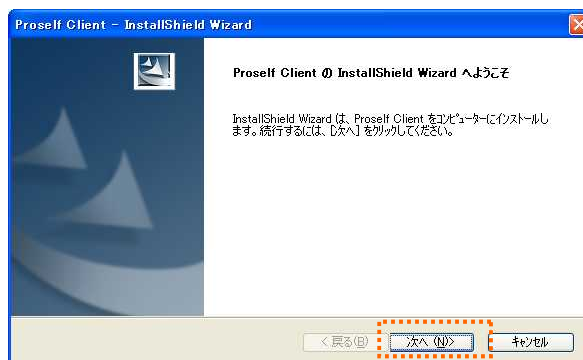 Proself Client - InstallShield Wizard
Proself Client の InstallShield Wizard へようこそ
InstallShield Wizard は、Proself Client をコンピューターにインストールし
ます。続行するには、[次へ] をクリックしてください。
< 戻る(B) 次へ (N)> キャンセル